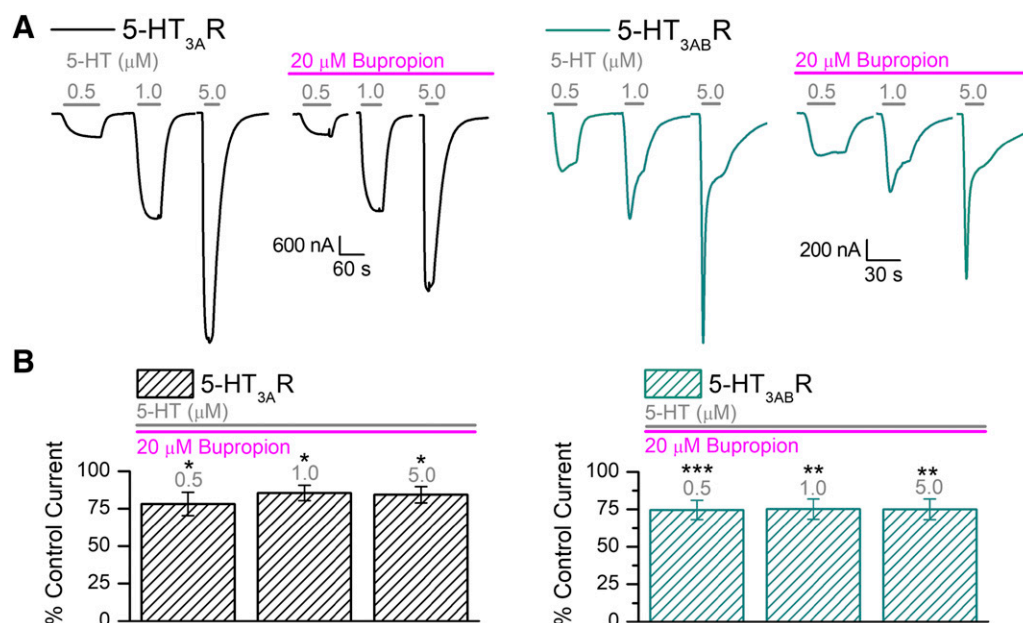 A
5-HT3AR
5-HT (μM)
0.5 1.0 5.0
20 μM Bupropion
0.5 1.0 5.0
600 nA
60 s
5-HT3ABR
5-HT (μM)
0.5 1.0 5.0
20 μM Bupropion
0.5 1.0 5.0
200 nA
30 s
B
5-HT3AR
5-HT (μM)
20 μM Bupropion
* * *
0.5 1.0 5.0
% Control Current
100
75
50
25
0
5-HT3ABR
5-HT (μM)
20 μM Bupropion
*** ** **
0.5 1.0 5.0
% Control Current
100
75
50
25
0